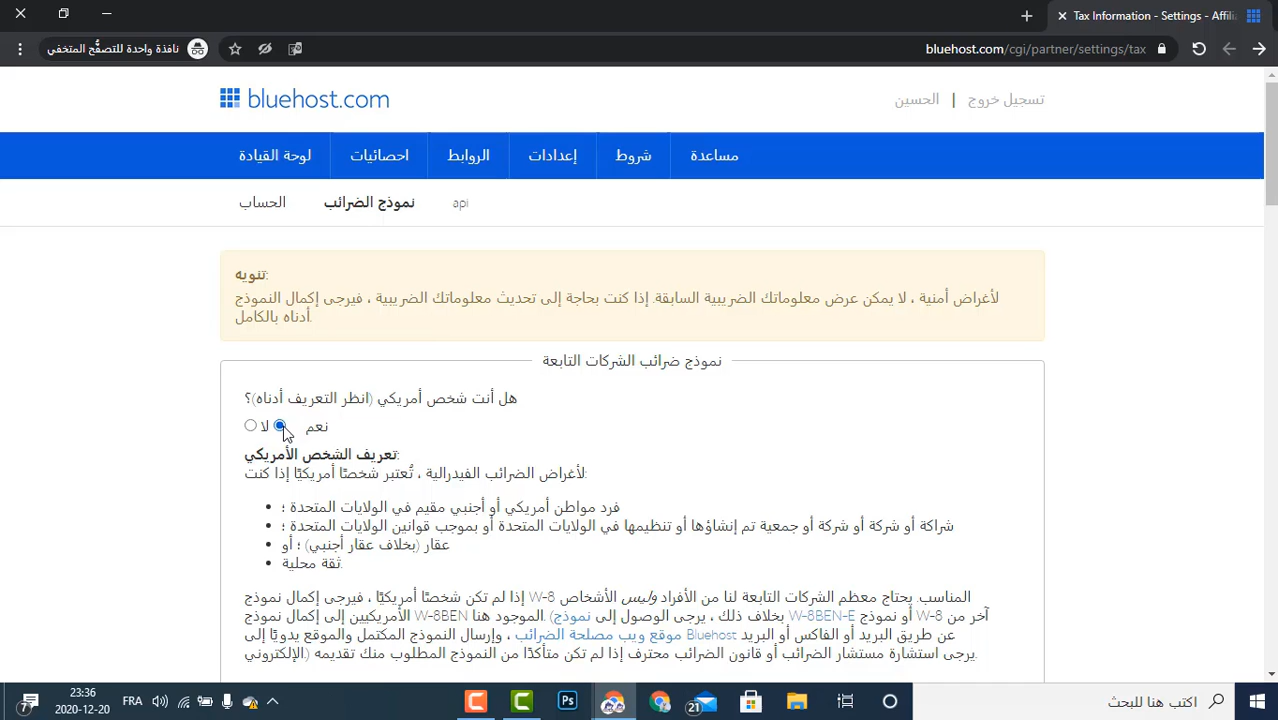 Tax Information - Settings - Affili
نافذة واحدة للتصفُّح المتخفي
bluehost.com/cgi/partner/settings/tax
bluehost.com
الحسين | تسجيل خروج
لوحة القيادة احصائيات الروابط إعدادات شروط مساعدة
الحساب نموذج الضرائب api
تنويه:
لأغراض أمنية ، لا يمكن عرض معلوماتك الضريبية السابقة. إذا كنت بحاجة إلى تحديث معلوماتك الضريبية ، فيرجى إكمال النموذج
أدناه بالكامل.
نموذج ضرائب الشركات التابعة
هل أنت شخص أمريكي (انظر التعريف أدناه)؟
لا نعم
تعريف الشخص الأمريكي:
لأغراض الضرائب الفيدرالية ، تُعتبر شخصًا أمريكيًا إذا كنت:
فرد مواطن أمريكي أو أجنبي مقيم في الولايات المتحدة ؛
شراكة أو شركة أو شركة أو جمعية تم إنشاؤها أو تنظيمها في الولايات المتحدة أو بموجب قوانين الولايات المتحدة ؛
عقار (بخلاف عقار أجنبي) ؛ أو
ثقة محلية.
المناسب. يحتاج معظم الشركات التابعة لنا من الأفراد وليس الأشخاص W-8 إذا لم تكن شخصًا أمريكيًا ، فيرجى إكمال نموذج
آخر من W-8 أو نموذج W-8BEN-E بخلاف ذلك ، يرجى الوصول إلى نموذج). الموجود هنا W-8BEN الأمريكيين إلى إكمال نموذج
عن طريق البريد أو الفاكس أو البريد Bluehost موقع ويب مصلحة الضرائب ، وإرسال النموذج المكتمل والموقع يدويًا إلى
يرجى استشارة مستشار الضرائب أو قانون الضرائب محترف إذا لم تكن متأكدًا من النموذج المطلوب منك تقديمه (.الإلكتروني
23:36
2020-12-20
FRA
7
Ps
21
اكتب هنا للبحث